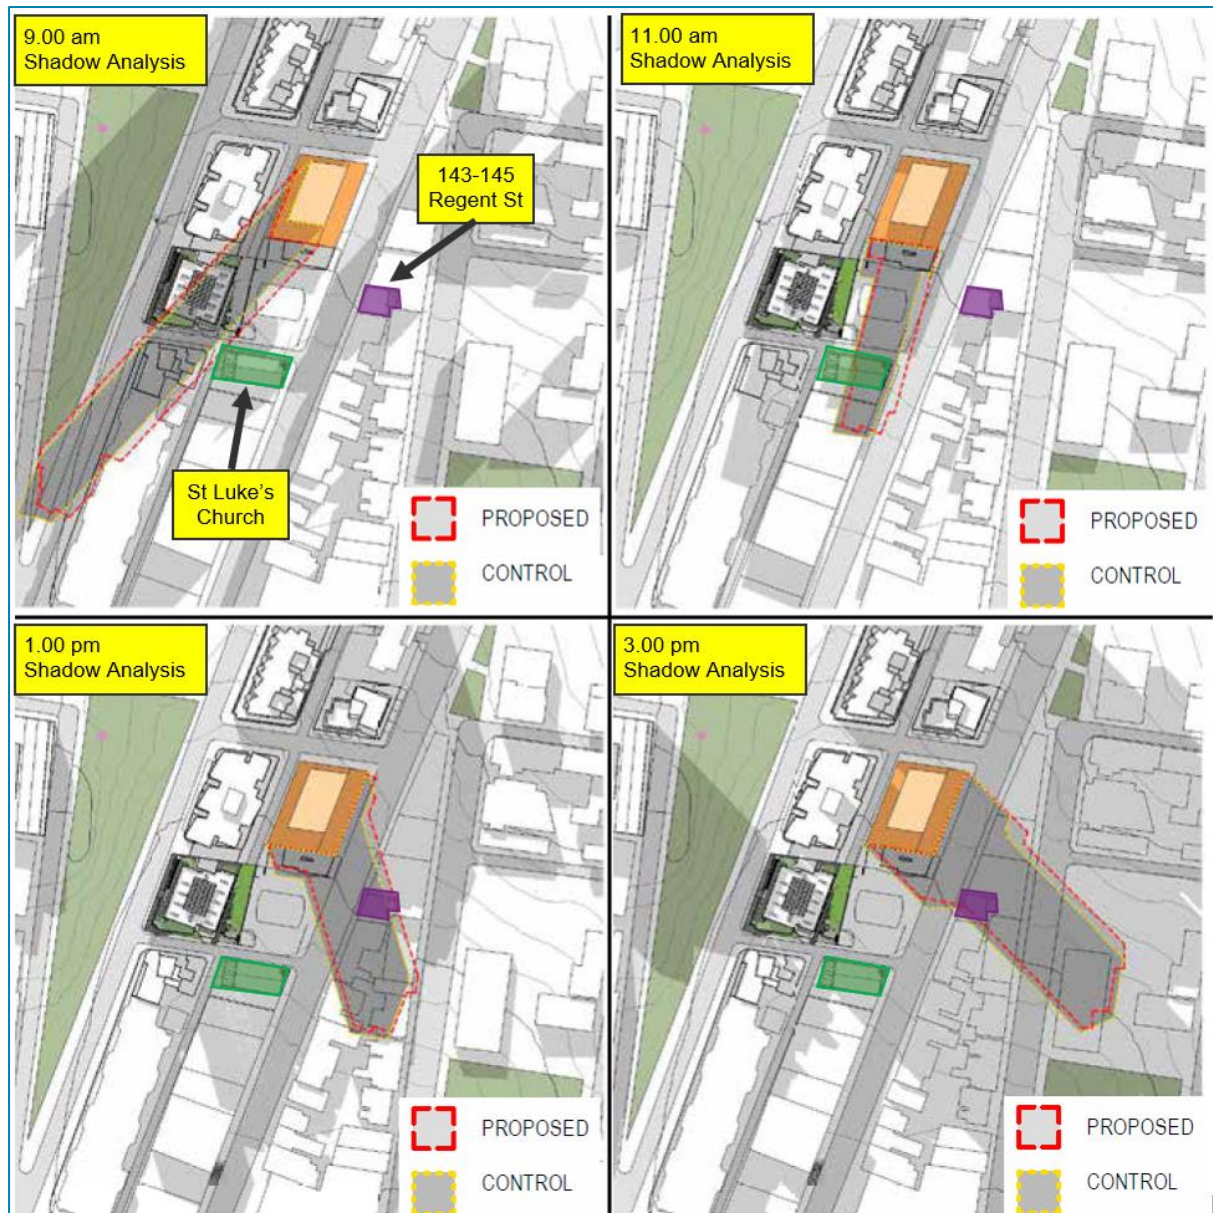 9.00 am
Shadow Analysis
143-145
Regent St
St Luke's
Church
PROPOSED
CONTROL
11.00 am
Shadow Analysis
PROPOSED
CONTROL
1.00 pm
Shadow Analysis
PROPOSED
CONTROL
3.00 pm
Shadow Analysis
PROPOSED
CONTROL